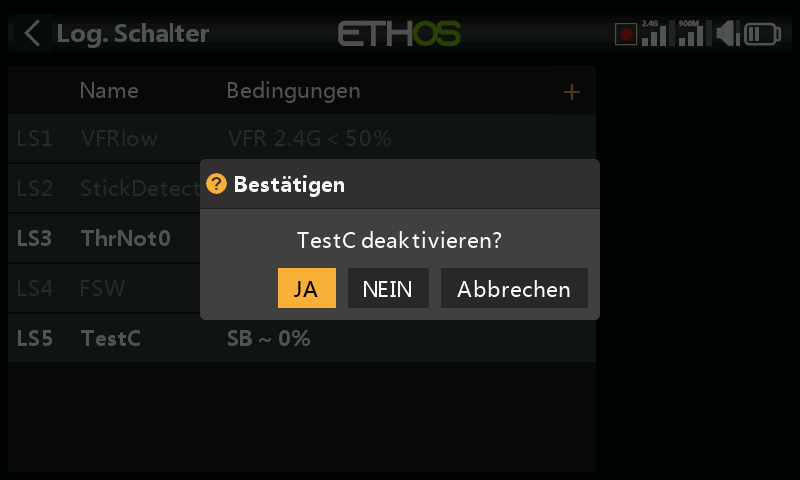 Log. Schalter
ETHOS
2.4G 900M
Name Bedingungen +
LS1 VFRlow VFR 2.4G < 50%
LS2 StickDetect
? Bestätigen
LS3 ThrNot0
TestC deaktivieren?
LS4 FSW
JA NEIN Abbrechen
LS5 TestC SB ~ 0%